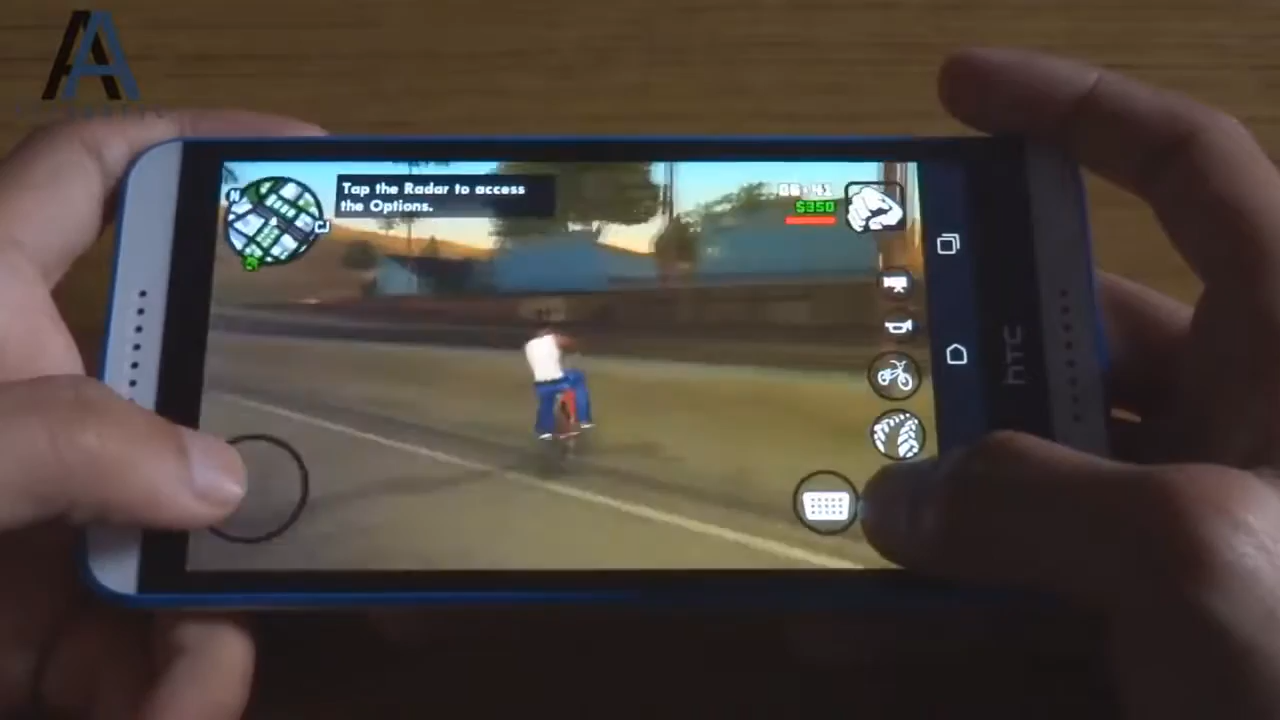 N
Tap the Radar to access
the Options.
$350
hTC